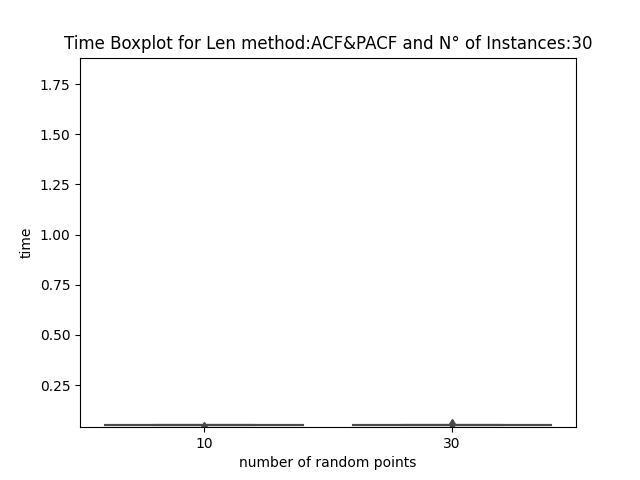 Time Boxplot for Len method:ACF&PACF and N° of Instances:30
1.75
1.50
1.25
1.00
0.75
0.50
0.25
time
10 30
number of random points